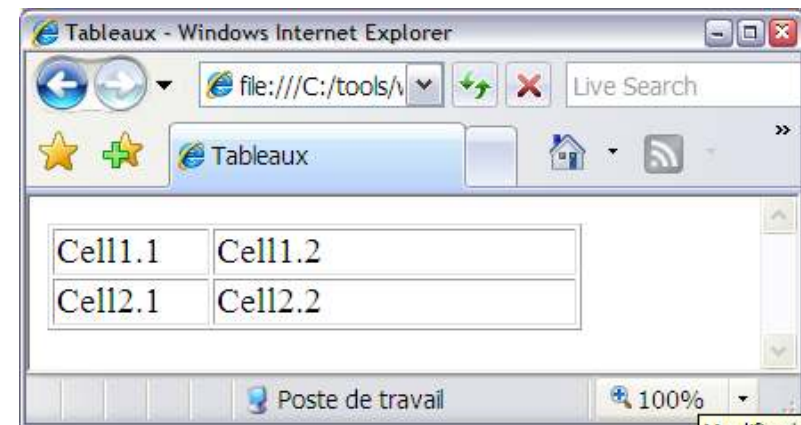 Tableaux - Windows Internet Explorer
file:///C:/tools/
Live Search
»
Tableaux
Cell1.1 Cell1.2
Cell2.1 Cell2.2
Poste de travail 100%